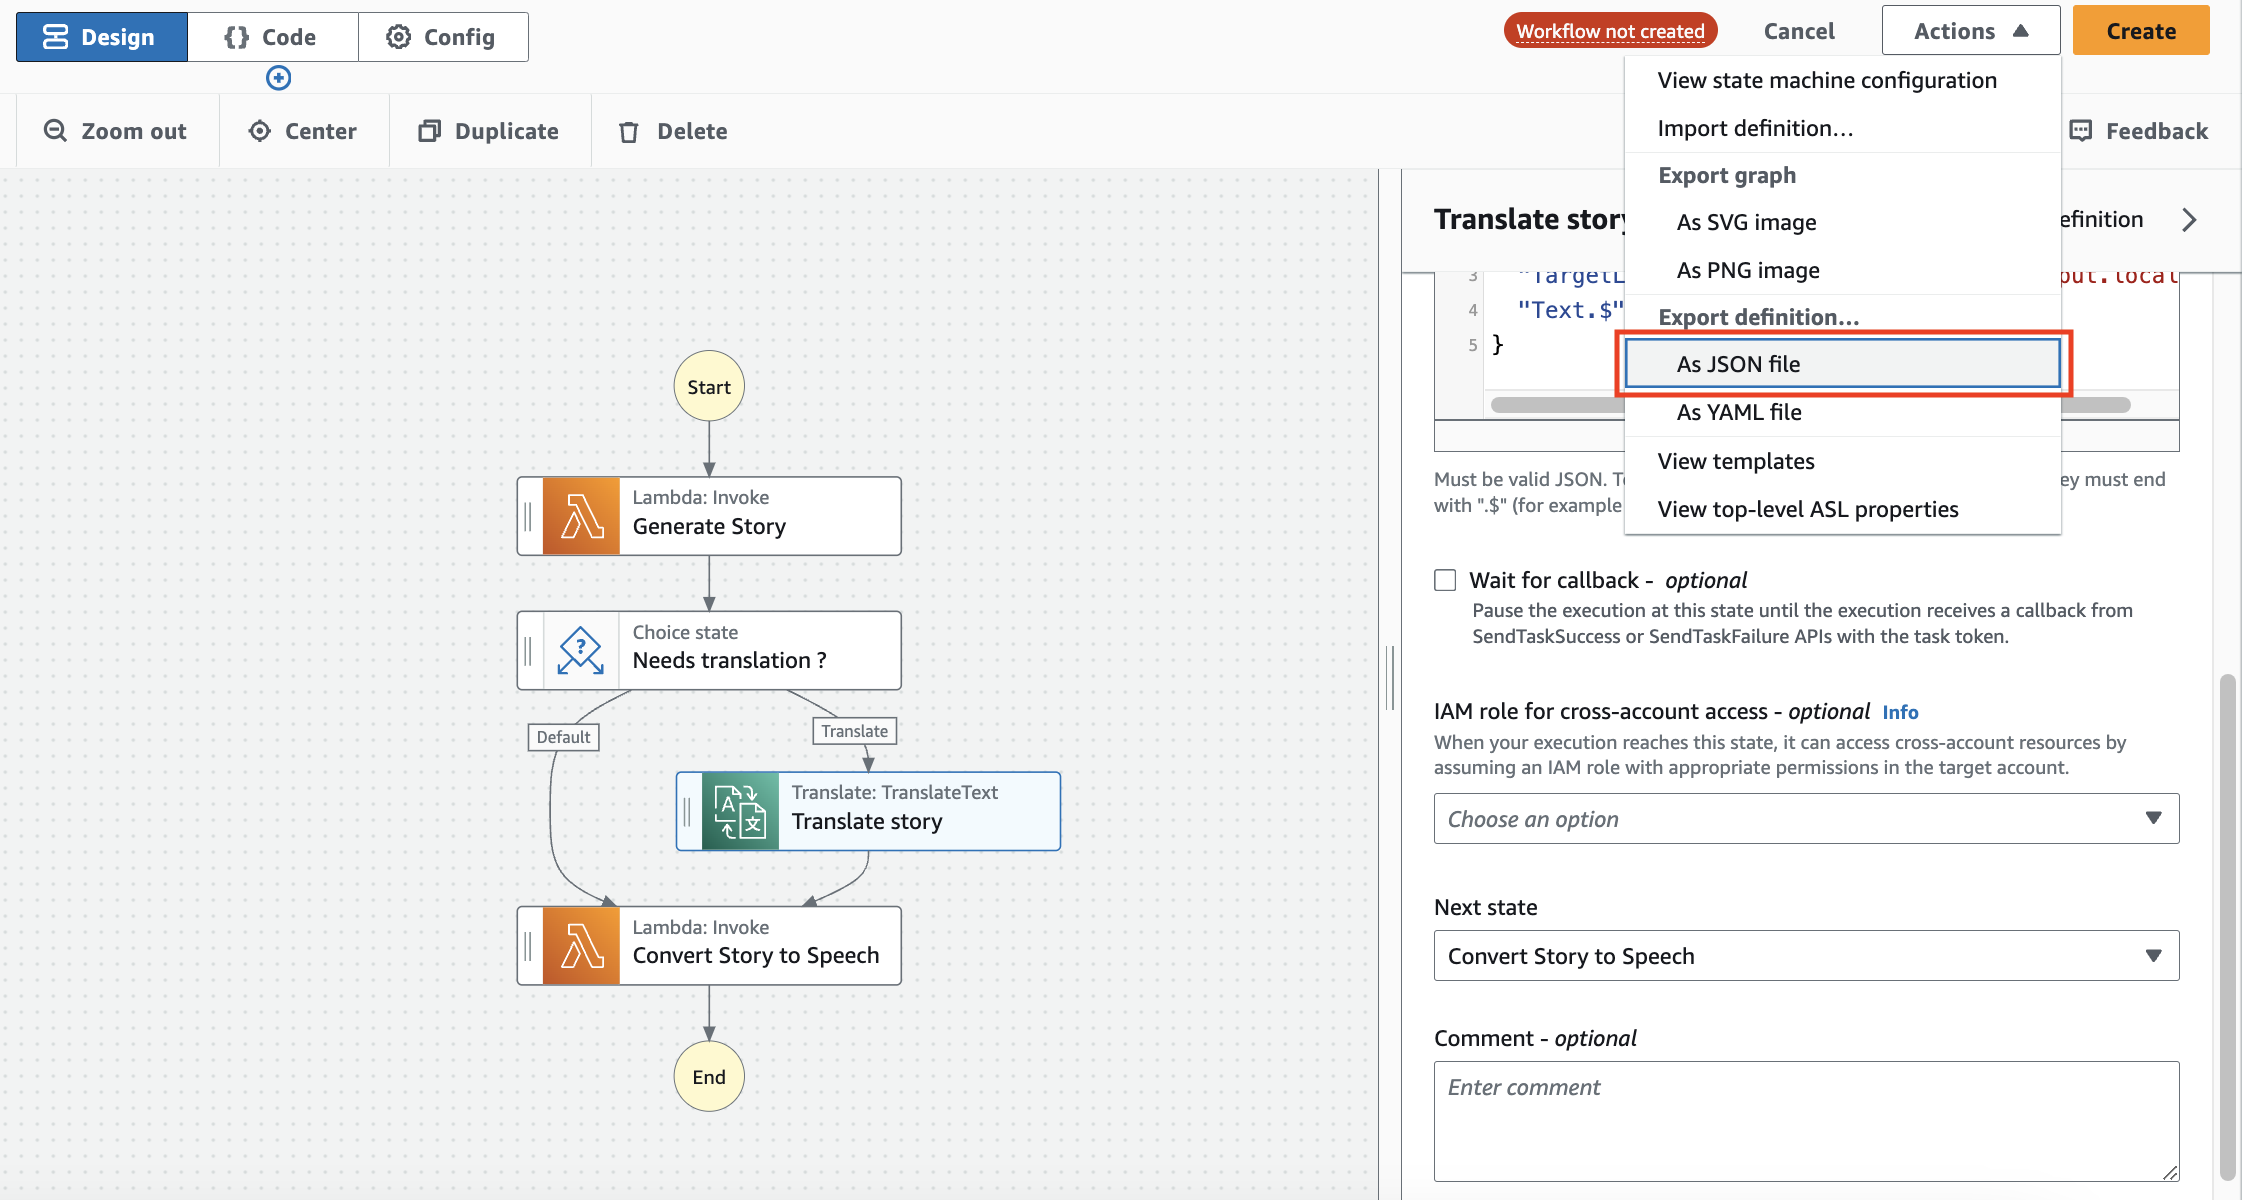 Design
Code
Config
Workflow not created
Cancel
Actions
Create
Zoom out
Center
Duplicate
Delete
Feedback
View state machine configuration
Import definition...
Export graph
As SVG image
As PNG image
Export definition...
As JSON file
As YAML file
View templates
View top-level ASL properties
Start
Lambda: Invoke
Generate Story
Choice state
Needs translation ?
Default
Translate
Translate: TranslateText
Translate story
Lambda: Invoke
Convert Story to Speech
End
Translate story
efinition
3 "TargetL put.local
4 "Text.$"
5 }
Must be valid JSON. T ey must end
with ".$" (for example
Wait for callback - optional
Pause the execution at this state until the execution receives a callback from
SendTaskSuccess or SendTaskFailure APIs with the task token.
IAM role for cross-account access - optional Info
When your execution reaches this state, it can access cross-account resources by
assuming an IAM role with appropriate permissions in the target account.
Choose an option
Next state
Convert Story to Speech
Comment - optional
Enter comment